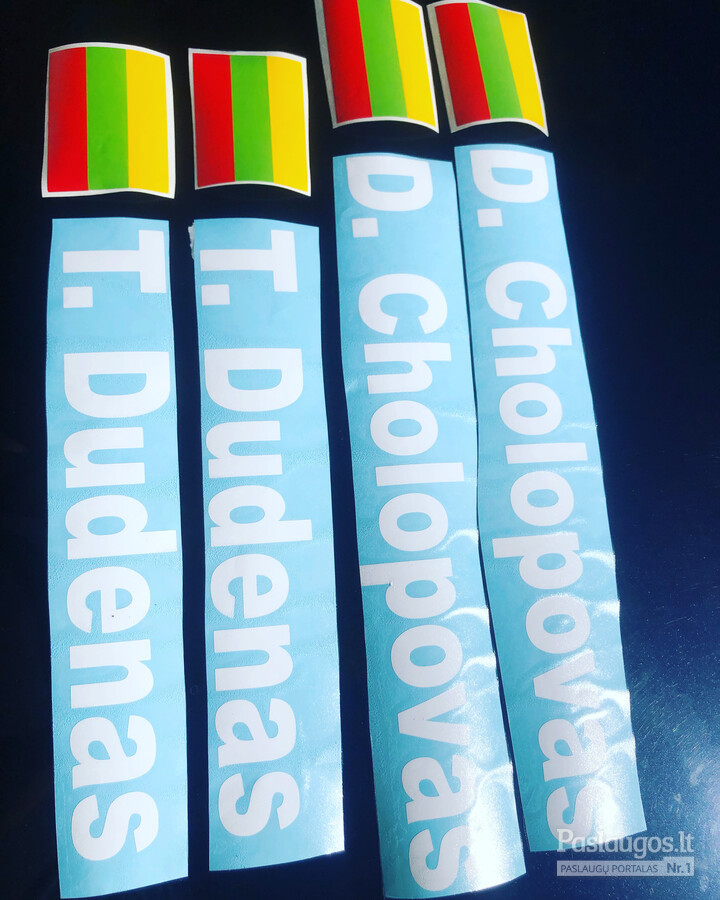 T. Dudenas
T. Dudenas
D. Cholopovas
D. Cholopovas
Paslaugos.lt
PASLAUGŲ PORTALAS Nr.1